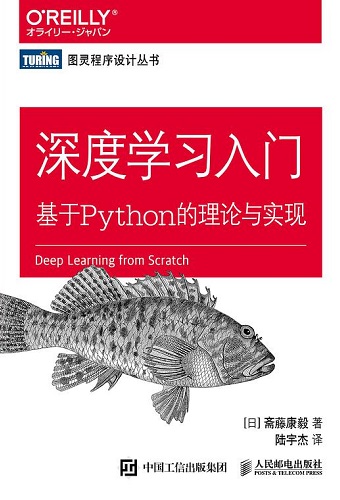 O'REILLY®
オライリー・ジャパン
TURING 图灵程序设计丛书
深度学习入门
基于Python的理论与实现
Deep Learning from Scratch
[日] 斋藤康毅 著
陆宇杰 译
中国工信出版集团 人民邮电出版社
POSTS & TELECOM PRESS